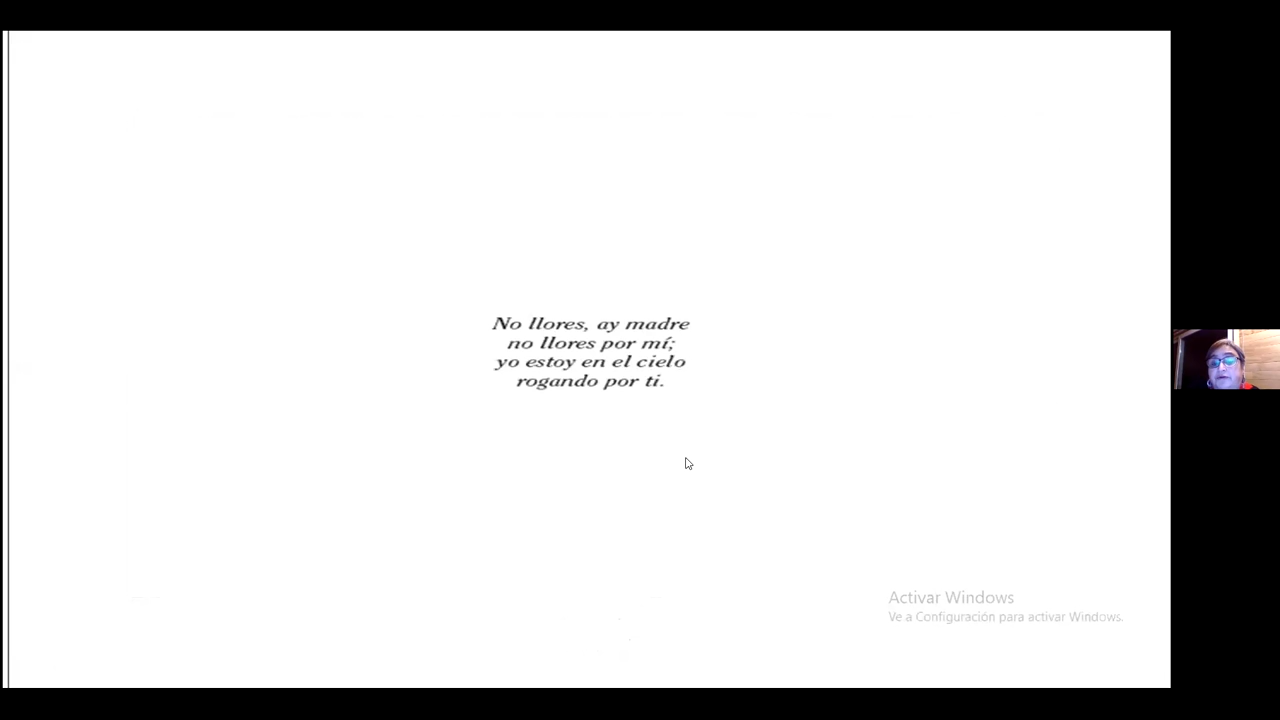 No llores, ay madre
no llores por mí;
yo estoy en el cielo
rogando por ti.
Activar Windows
Ve a Configuración para activar Windows.